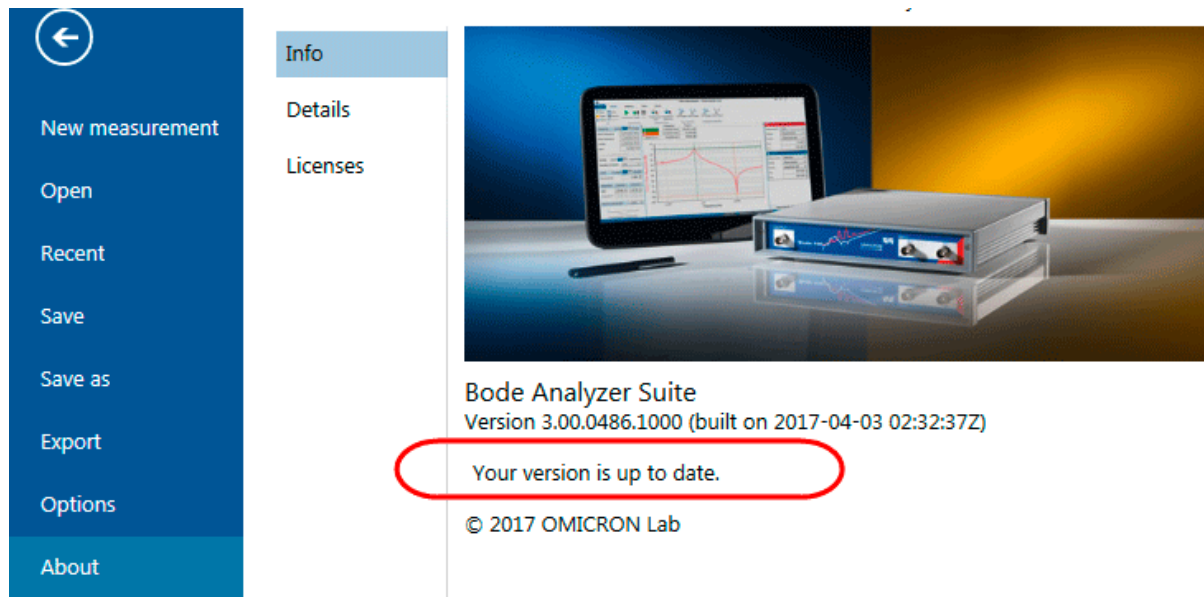 New measurement
Open
Recent
Save
Save as
Export
Options
About
Info
Details
Licenses
Bode Analyzer Suite
Version 3.00.0486.1000 (built on 2017-04-03 02:32:37Z)
Your version is up to date.
© 2017 OMICRON Lab